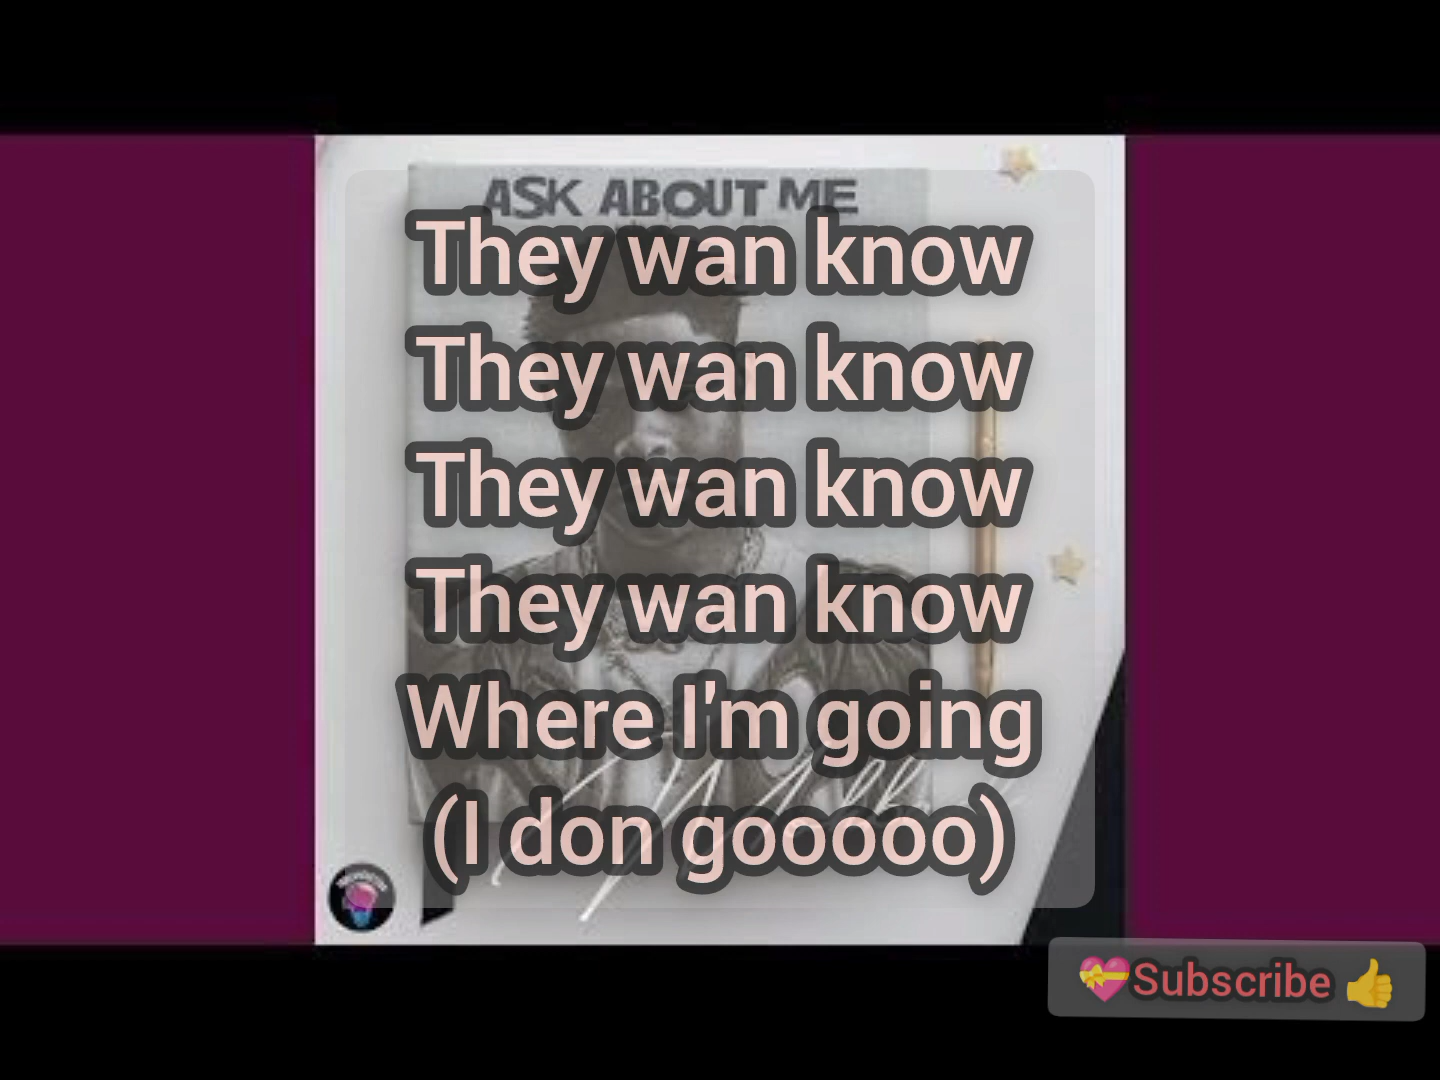 ASK ABOUT ME
They wan know
They wan know
They wan know
They wan know
Where I'm going
(I don gooooo)
💝Subscribe 👍